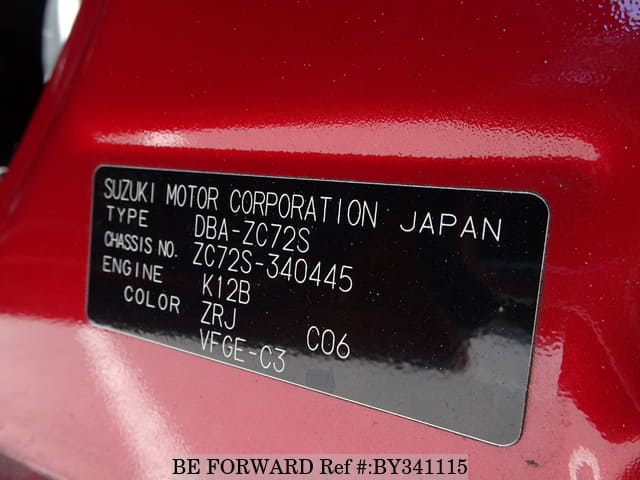 SUZUKI MOTOR CORPORATION JAPAN
TYPE DBA-ZC72S
CHASSIS NO. ZC72S-340445
ENGINE K12B
COLOR ZRJ C06
VFGE-C3
BE FORWARD Ref #:BY341115